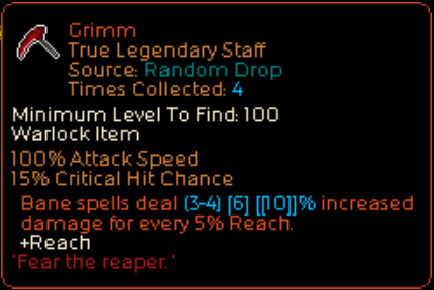 Grimm
True Legendary Staff
Source: Random Drop
Times Collected: 4
Minimum Level To Find: 100
Warlock Item
100% Attack Speed
15% Critical Hit Chance
Bane spells deal (3-4) [6] [[10]]% increased
damage for every 5% Reach.
+Reach
'Fear the reaper.'